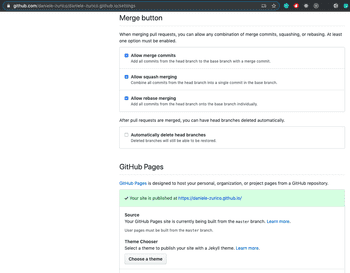 github.com/daniele-zurico/daniele-zurico.github.io/settings
Merge button
When merging pull requests, you can allow any combination of merge commits, squashing, or rebasing. At least
one option must be enabled.
Allow merge commits
Add all commits from the head branch to the base branch with a merge commit.
Allow squash merging
Combine all commits from the head branch into a single commit in the base branch.
Allow rebase merging
Add all commits from the head branch onto the base branch individually.
After pull requests are merged, you can have head branches deleted automatically.
Automatically delete head branches
Deleted branches will still be able to be restored.
GitHub Pages
GitHub Pages is designed to host your personal, organization, or project pages from a GitHub repository.
✓ Your site is published at https://daniele-zurico.github.io/
Source
Your GitHub Pages site is currently being built from the master branch. Learn more.
User pages must be built from the master branch.
Theme Chooser
Select a theme to publish your site with a Jekyll theme. Learn more.
Choose a theme